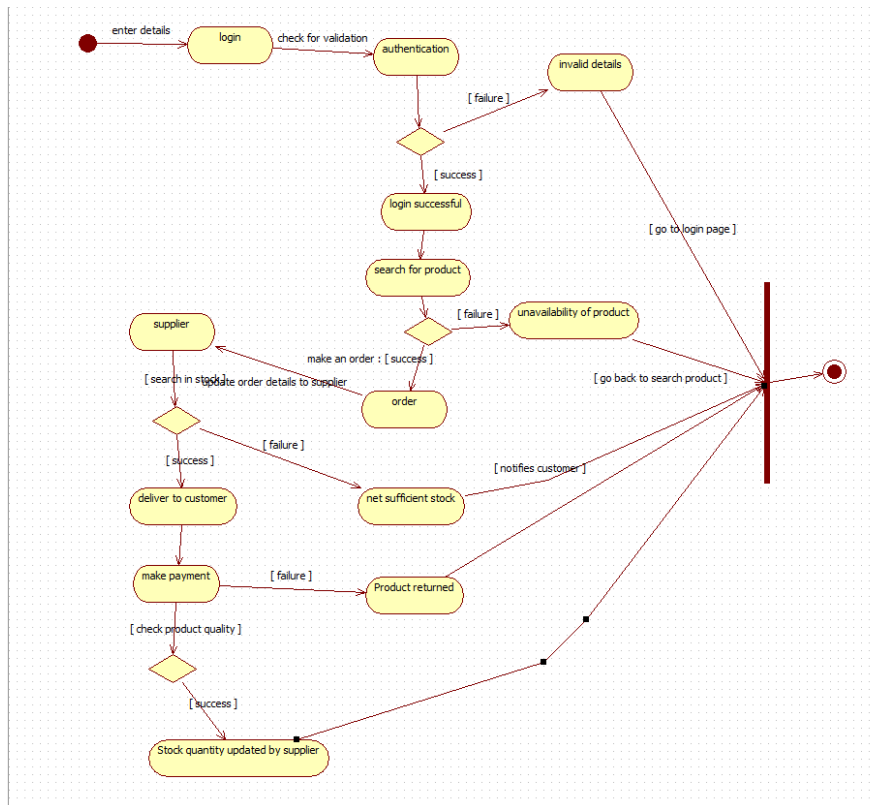 enter details
login
check for validation
authentication
invalid details
[ failure ]
[ success ]
login successful
[ go to login page ]
search for product
[ failure ]
unavailability of product
supplier
make an order : [ success ]
[ search in stock ]
update order details to supplier
[ go back to search product ]
order
[ failure ]
[ success ]
[ notifies customer ]
deliver to customer
net sufficient stock
make payment
[ failure ]
Product returned
[ check product quality ]
[ success ]
Stock quantity updated by supplier